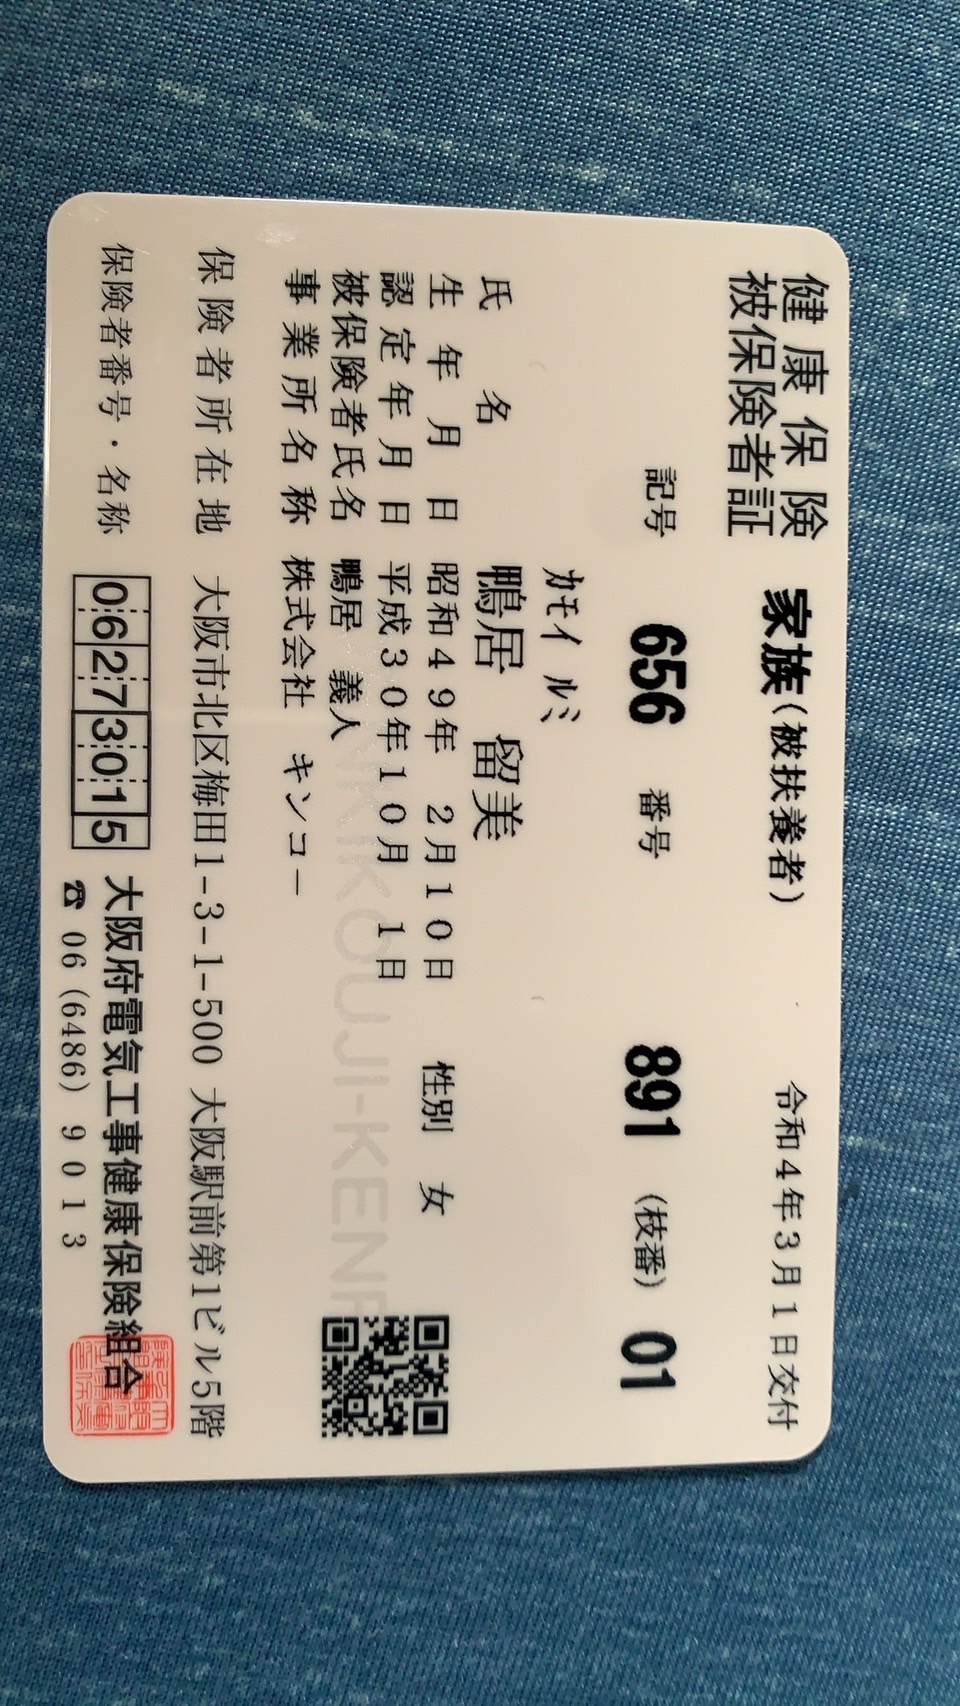 健康保険 家族(被扶養者) 令和4年3月1日交付
被保険者証
記号 656 番号 891 (枝番) 01
カモイ ルミ
氏名 鴨居 留美
生年月日 昭和49年 2月10日 性別 女
認定年月日 平成30年10月 1日
被保険者氏名 鴨居 義人
事業所名称 株式会社 キンコー
保険者所在地 大阪市北区梅田1-3-1-500 大阪駅前第1ビル5階
保険者番号・名称 06273015 大阪府電気工事健康保険組合
☎ 06(6486)9013